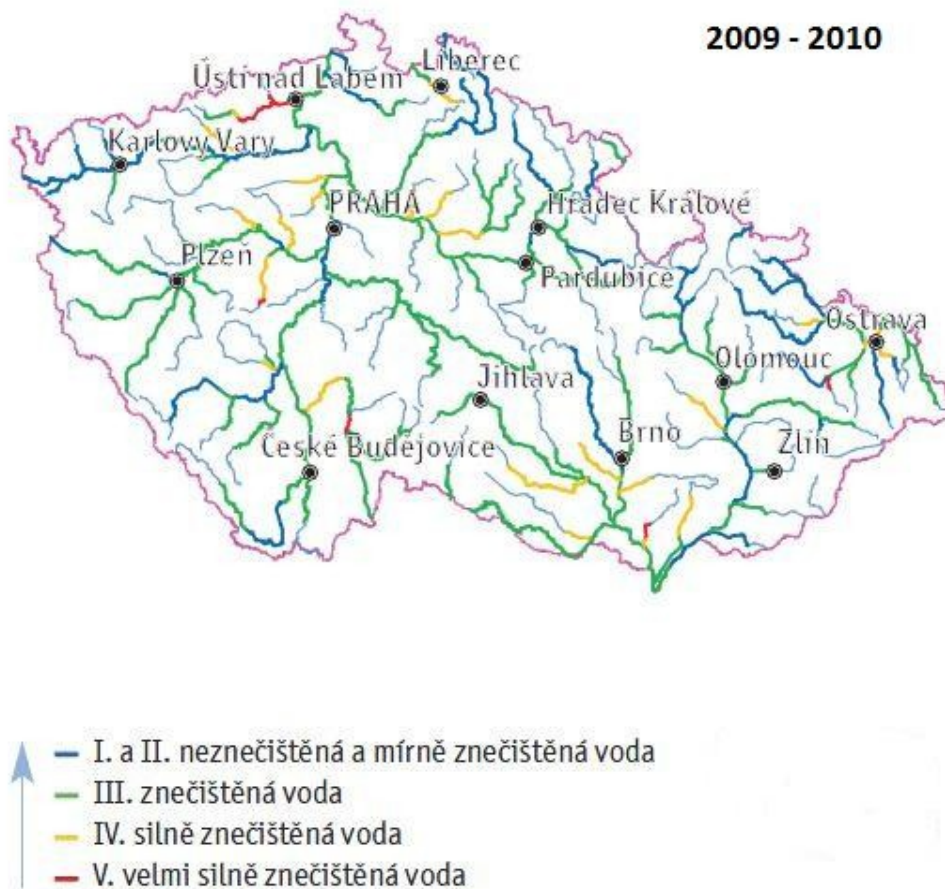 2009 - 2010
Liberec
Ústí nad Labem
Karlovy Vary
PRAHA
Hradec Králové
Plzeň
Pardubice
Ostrava
Olomouc
Jihlava
Brno
Zlín
České Budějovice
I. a II. neznečištěná a mírně znečištěná voda
III. znečištěná voda
IV. silně znečištěná voda
V. velmi silně znečištěná voda